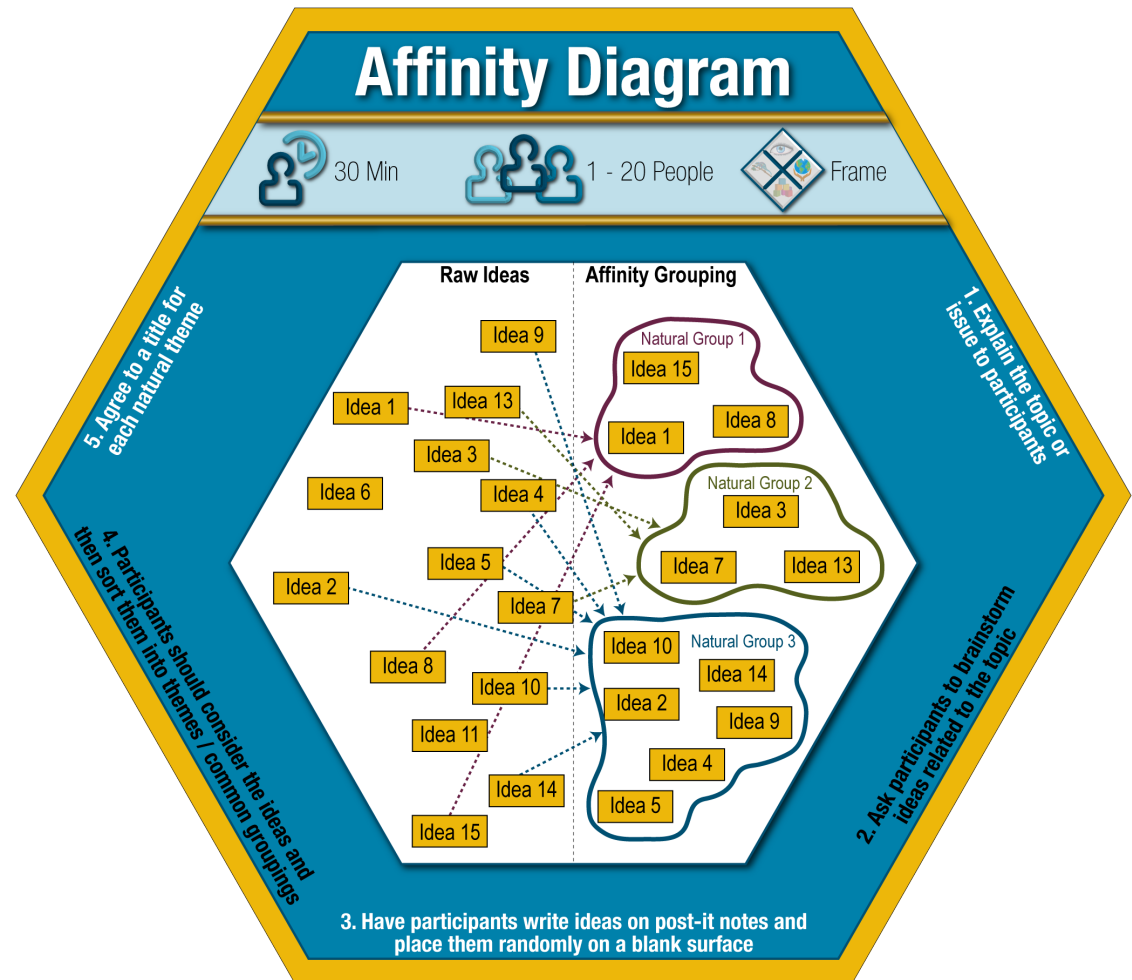 Affinity Diagram
30 Min
1 - 20 People
Frame
1. Explain the topic or
issue to participants
2. Ask participants to brainstorm
ideas related to the topic
3. Have participants write ideas on post-it notes and
place them randomly on a blank surface
4. Participants should consider the ideas and
then sort them into themes / common groupings
5. Agree to a title for
each natural theme
Raw Ideas
Idea 9
Idea 13
Idea 1
Idea 3
Idea 6
Idea 4
Idea 5
Idea 2
Idea 7
Idea 8
Idea 10
Idea 11
Idea 14
Idea 15
Affinity Grouping
Natural Group 1
Idea 15
Idea 8
Idea 1
Natural Group 2
Idea 3
Idea 7
Idea 13
Natural Group 3
Idea 10
Idea 14
Idea 2
Idea 9
Idea 4
Idea 5